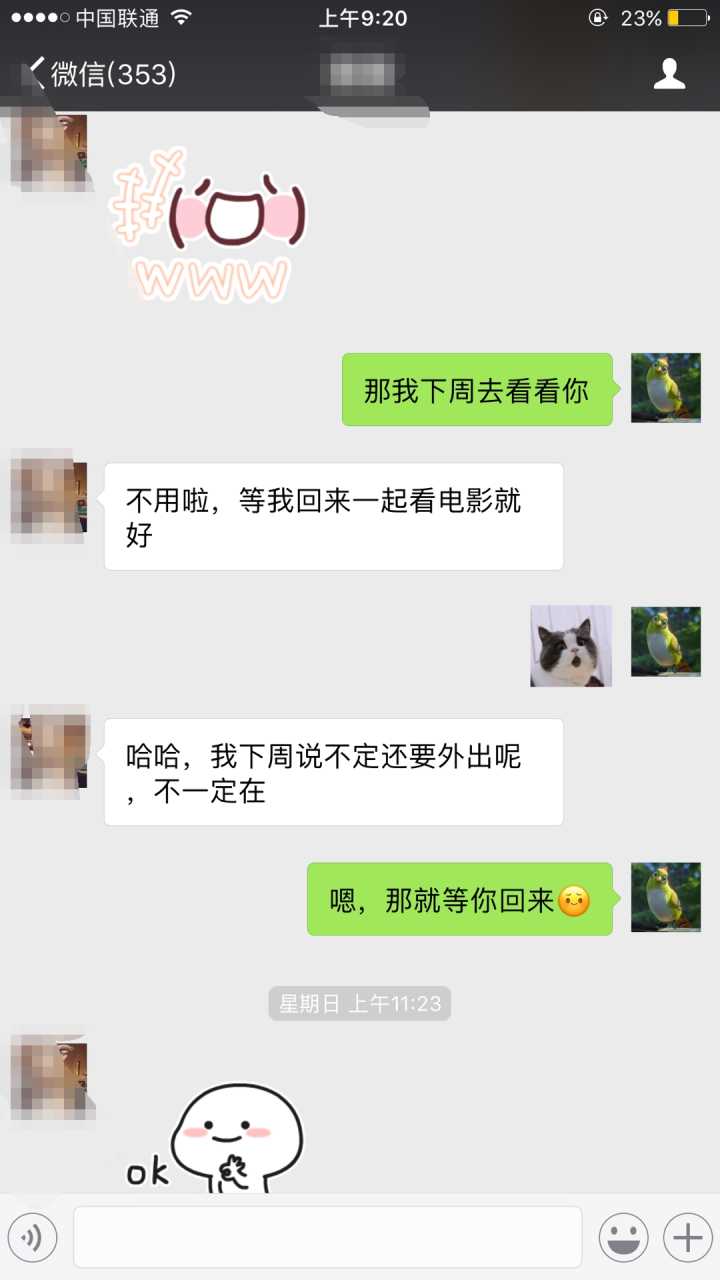 中国联通 上午9:20 23%
微信(353)
www
那我下周去看看你
不用啦，等我回来一起看电影就
好
哈哈，我下周说不定还要外出呢
，不一定在
嗯，那就等你回来
星期日 上午11:23
ok